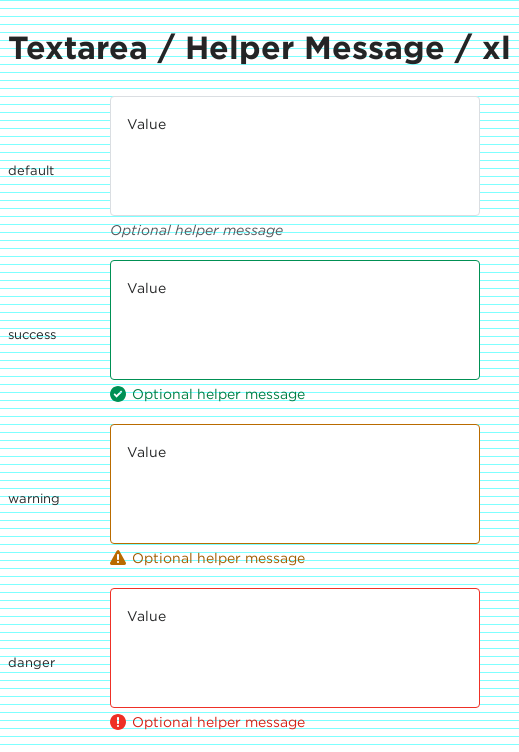 Textarea / Helper Message / xl
Value
default
Optional helper message
Value
success
Optional helper message
Value
warning
Optional helper message
Value
danger
Optional helper message